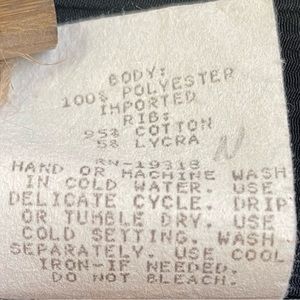 BODY:
100% POLYESTER
IMPORTED
RIB:
95% COTTON
5% LYCRA
N
RN-19318
HAND OR MACHINE WASH
IN COLD WATER. USE
DELICATE CYCLE. DRIP
OR TUMBLE DRY. USE
COLD SETTING. WASH
SEPARATELY. USE COOL
IRON-IF NEEDED.
DO NOT BLEACH.